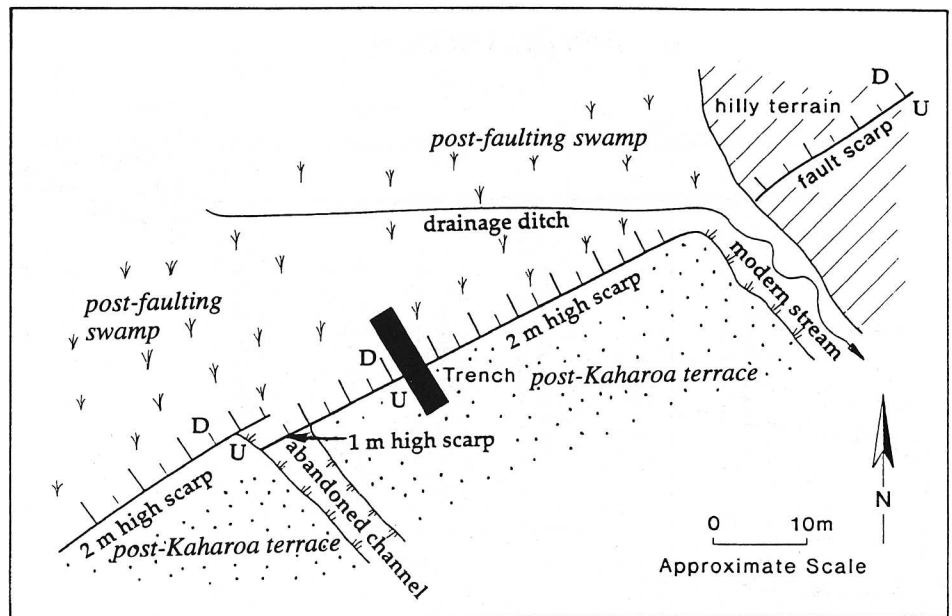 D
U
hilly terrain
fault scarp
post-faulting swamp
drainage ditch
modern stream
post-faulting
swamp
2 m high scarp
D
U
Trench
post-Kaharoa terrace
D
U
1 m high scarp
abandoned channel
2 m high scarp
post-Kaharoa terrace
N
0 10m
Approximate Scale